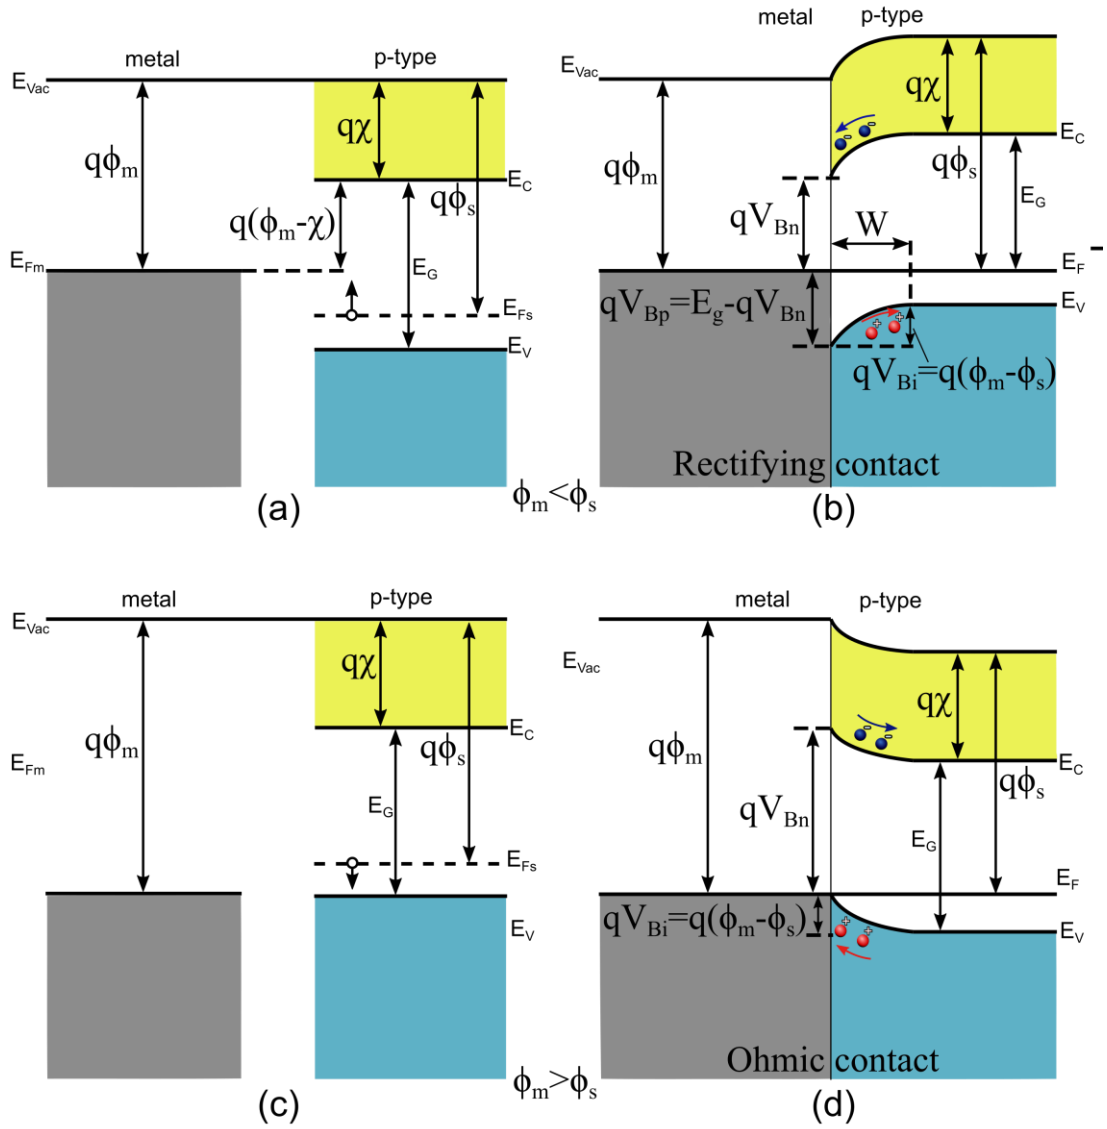 metal
p-type
E_Vac
qχ
qϕ_m
E_C
qϕ_s
q(ϕ_m-χ)
E_Fm
E_G
E_Fs
E_V
(a)
ϕ_m<ϕ_s
metal
p-type
E_Vac
qχ
E_C
qϕ_m
qϕ_s
qV_Bn
E_G
W
E_F
qV_Bp=E_g-qV_Bn
E_V
qV_Bi=q(ϕ_m-ϕ_s)
Rectifying contact
(b)
metal
p-type
E_Vac
qχ
E_C
qϕ_m
qϕ_s
E_Fm
E_G
E_Fs
E_V
(c)
ϕ_m>ϕ_s
metal
p-type
E_Vac
qχ
qϕ_m
E_C
qϕ_s
qV_Bn
E_G
E_F
qV_Bi=q(ϕ_m-ϕ_s)
E_V
Ohmic contact
(d)